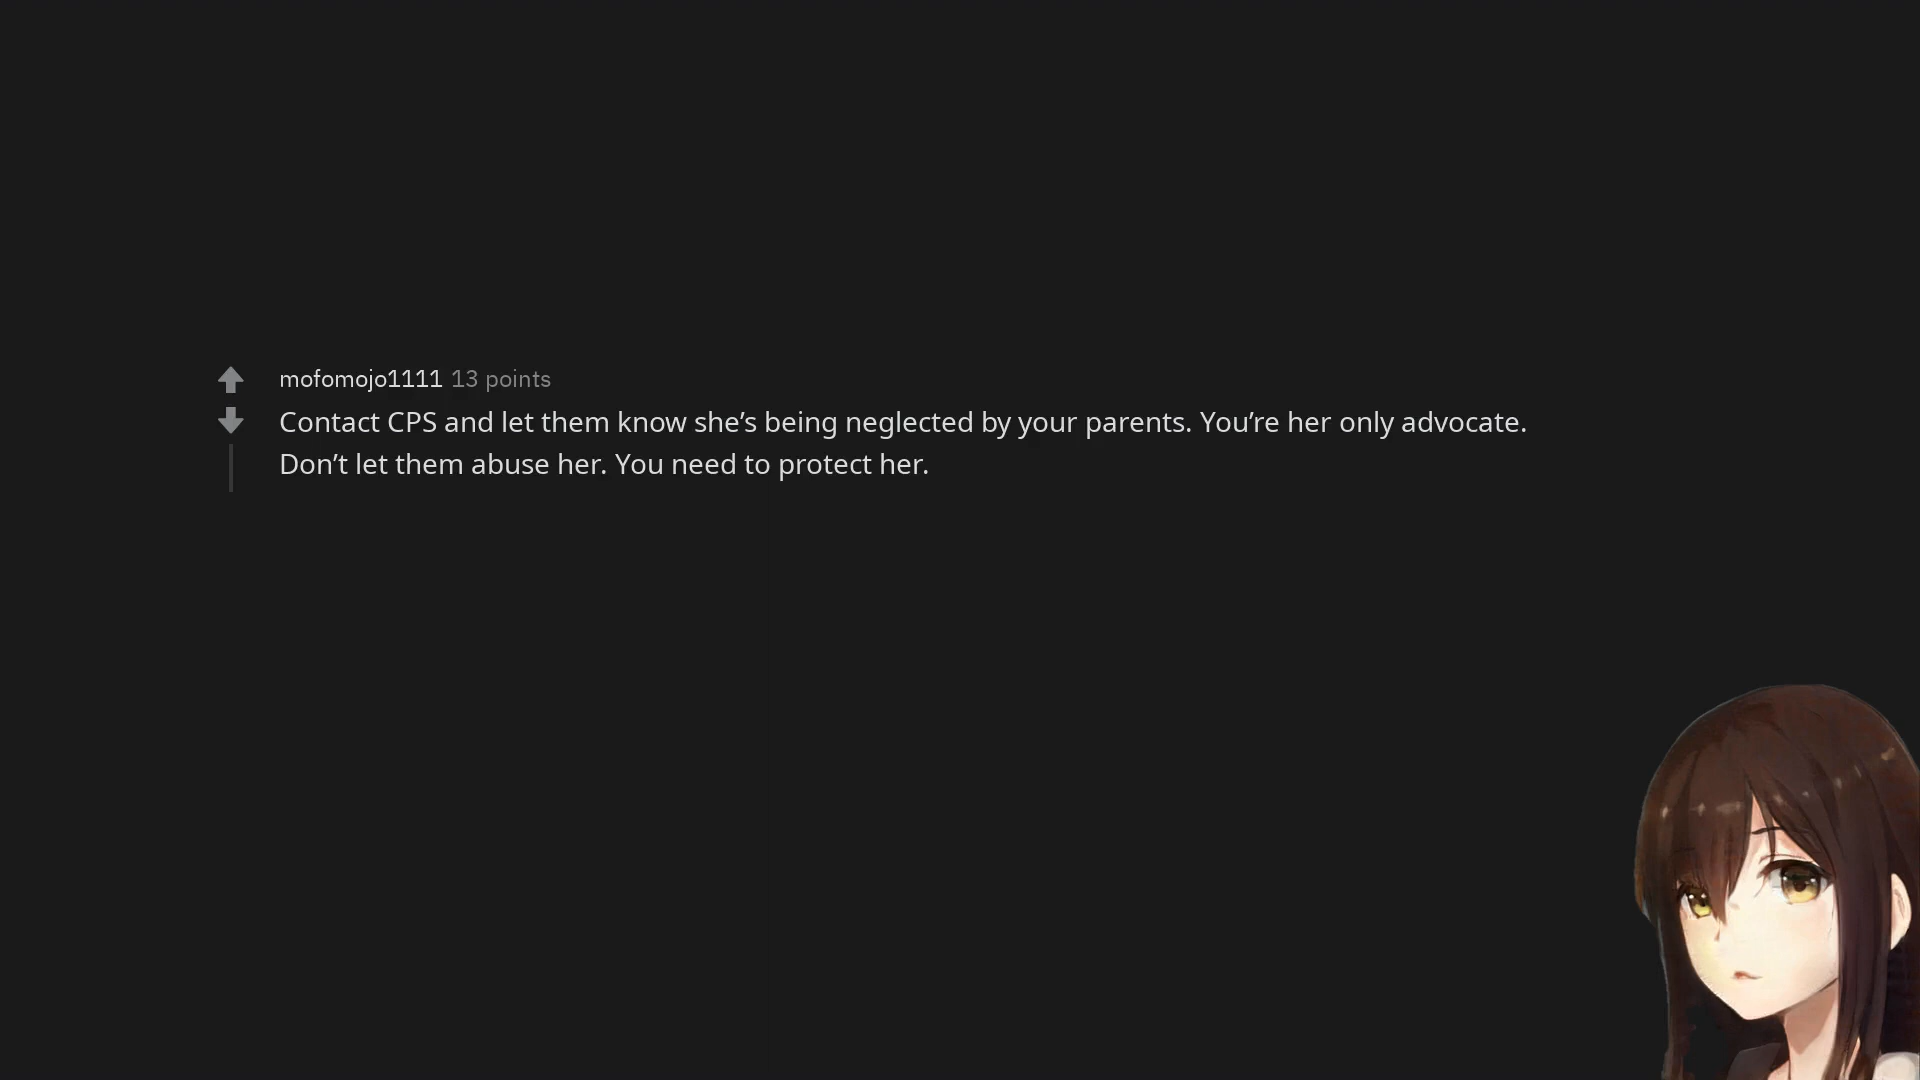 mofomojo1111 13 points
Contact CPS and let them know she’s being neglected by your parents. You’re her only advocate.
Don’t let them abuse her. You need to protect her.